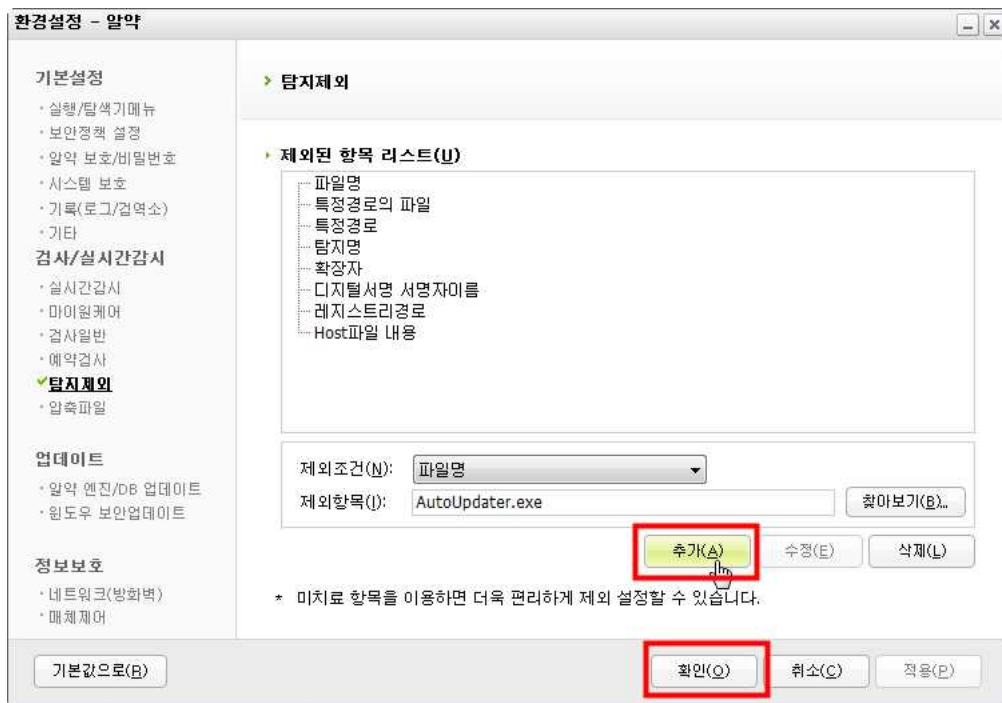 환경설정 - 알약
기본설정
· 실행/탐색기메뉴
· 보안정책 설정
· 알약 보호/비밀번호
· 시스템 보호
· 기록(로그/검역소)
· 기타
검사/실시간감시
· 실시간감시
· 마이원케어
· 검사일반
· 예약검사
탐지제외
· 압축파일
업데이트
· 알약 엔진/DB 업데이트
· 윈도우 보안업데이트
정보보호
· 네트워크(방화벽)
· 매체제어
탐지제외
제외된 항목 리스트(U)
파일명
특정경로의 파일
특정경로
탐지명
확장자
디지털서명 서명자이름
레지스트리경로
Host파일 내용
제외조건(N): 파일명
제외항목(I): AutoUpdater.exe 찾아보기(B)...
추가(A) 수정(E) 삭제(L)
* 미치료 항목을 이용하면 더욱 편리하게 제외 설정할 수 있습니다.
기본값으로(R) 확인(O) 취소(C) 적용(P)